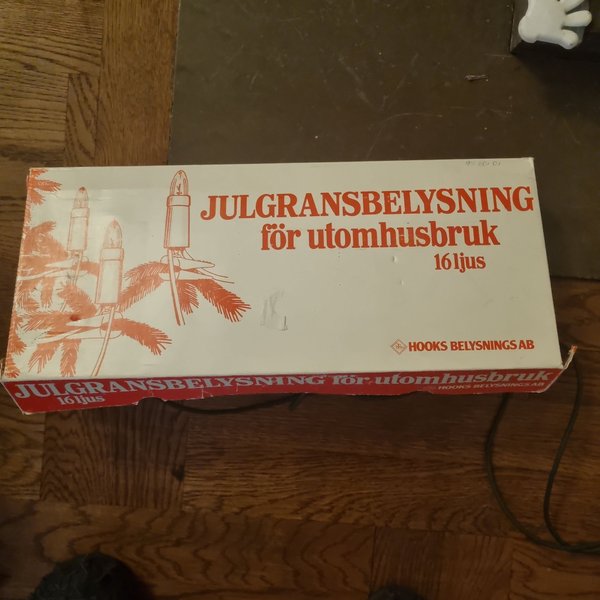 JULGRANSBELYSNING
för utomhusbruk
16 ljus
HOOKS BELYSNINGS AB
JULGRANSBELYSNING för utomhusbruk
16 ljus
HOOKS BELYSNINGS AB